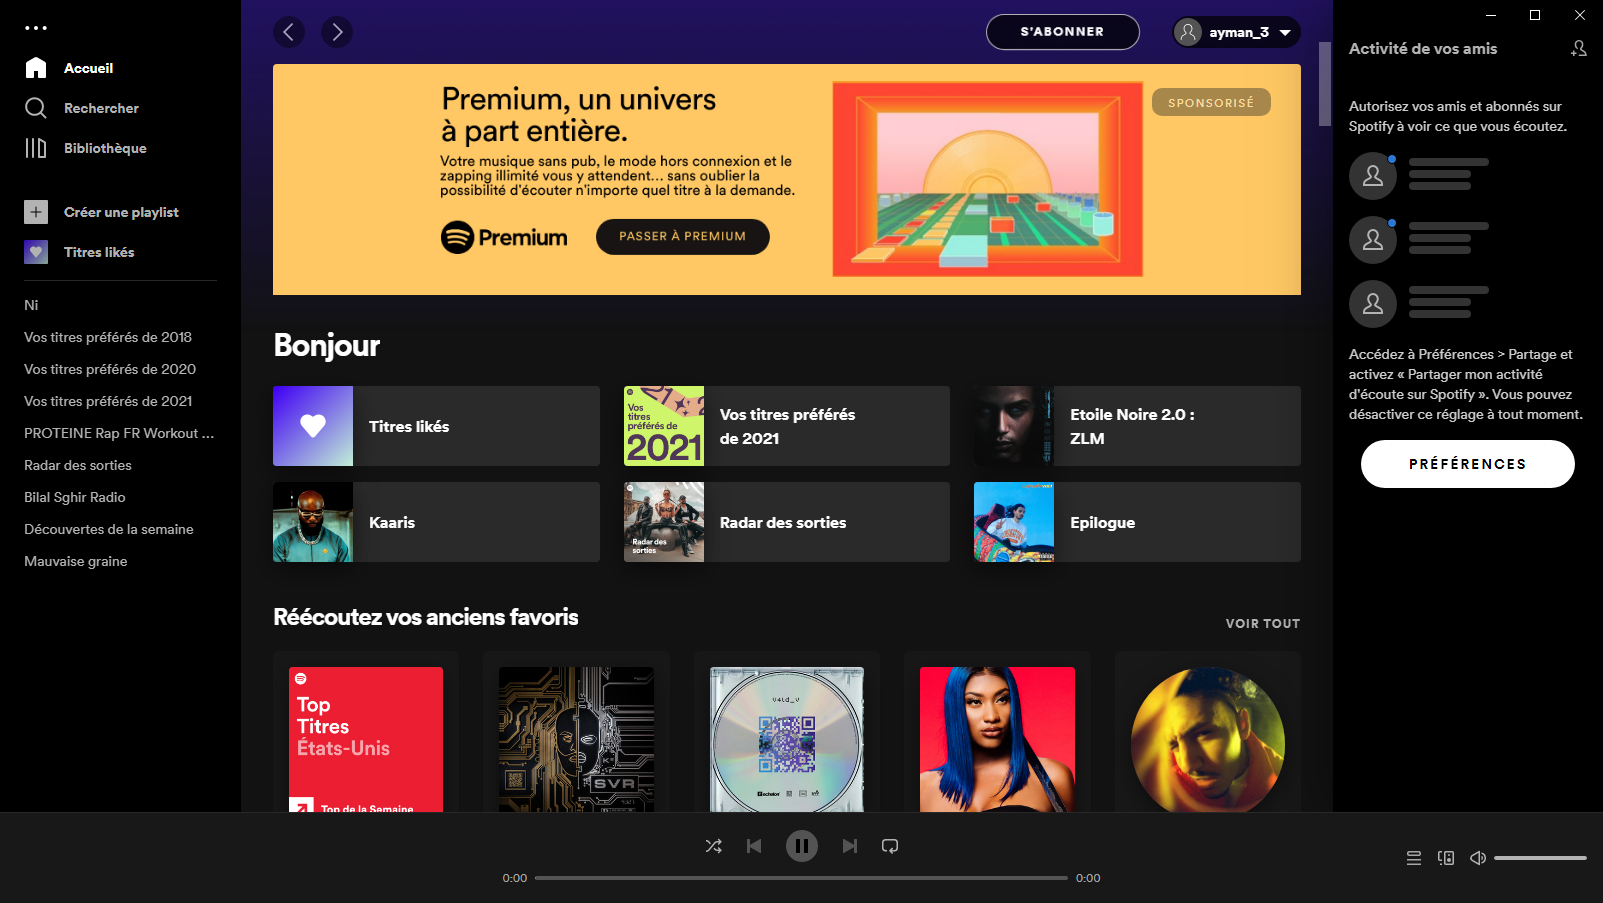 Accueil
Rechercher
Bibliothèque
Créer une playlist
Titres likés
Ni
Vos titres préférés de 2018
Vos titres préférés de 2020
Vos titres préférés de 2021
PROTEINE Rap FR Workout ...
Radar des sorties
Bilal Sghir Radio
Découvertes de la semaine
Mauvaise graine
S'ABONNER
ayman_3
Premium, un univers
à part entière.
Votre musique sans pub, le mode hors connexion et le
zapping illimité vous y attendent... sans oublier la
possibilité d'écouter n'importe quel titre à la demande.
Premium
PASSER À PREMIUM
SPONSORISÉ
Bonjour
Titres likés
Vos
titres
préférés de
2021
Vos titres préférés
de 2021
Etoile Noire 2.0 :
ZLM
Kaaris
Radar des
sorties
Radar des sorties
Epilogue
Réécoutez vos anciens favoris
VOIR TOUT
Top
Titres
États-Unis
Top de la Semaine
SVR
v4ld_v
echelon
Activité de vos amis
Autorisez vos amis et abonnés sur
Spotify à voir ce que vous écoutez.
Accédez à Préférences > Partage et
activez « Partager mon activité
d'écoute sur Spotify ». Vous pouvez
désactiver ce réglage à tout moment.
PRÉFÉRENCES
0:00
0:00